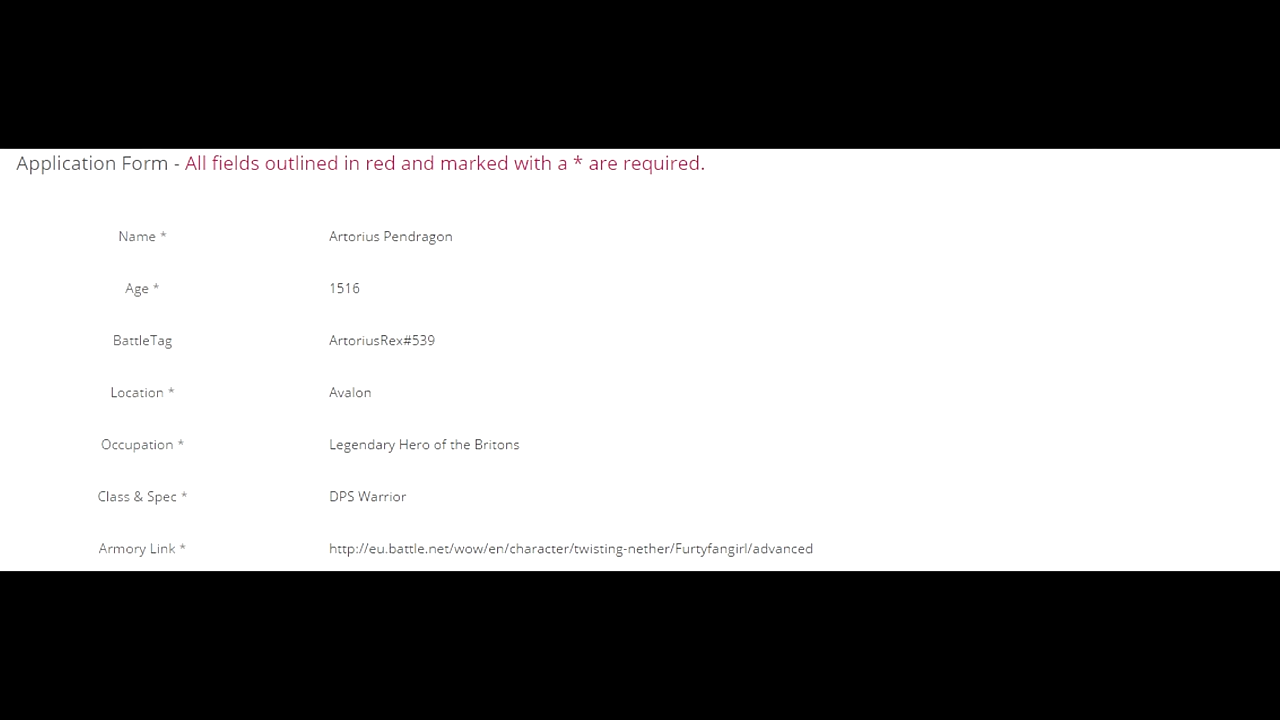 Application Form - All fields outlined in red and marked with a * are required.
Name * Artorius Pendragon
Age * 1516
BattleTag ArtoriusRex#539
Location * Avalon
Occupation * Legendary Hero of the Britons
Class & Spec * DPS Warrior
Armory Link * http://eu.battle.net/wow/en/character/twisting-nether/Furtyfangirl/advanced